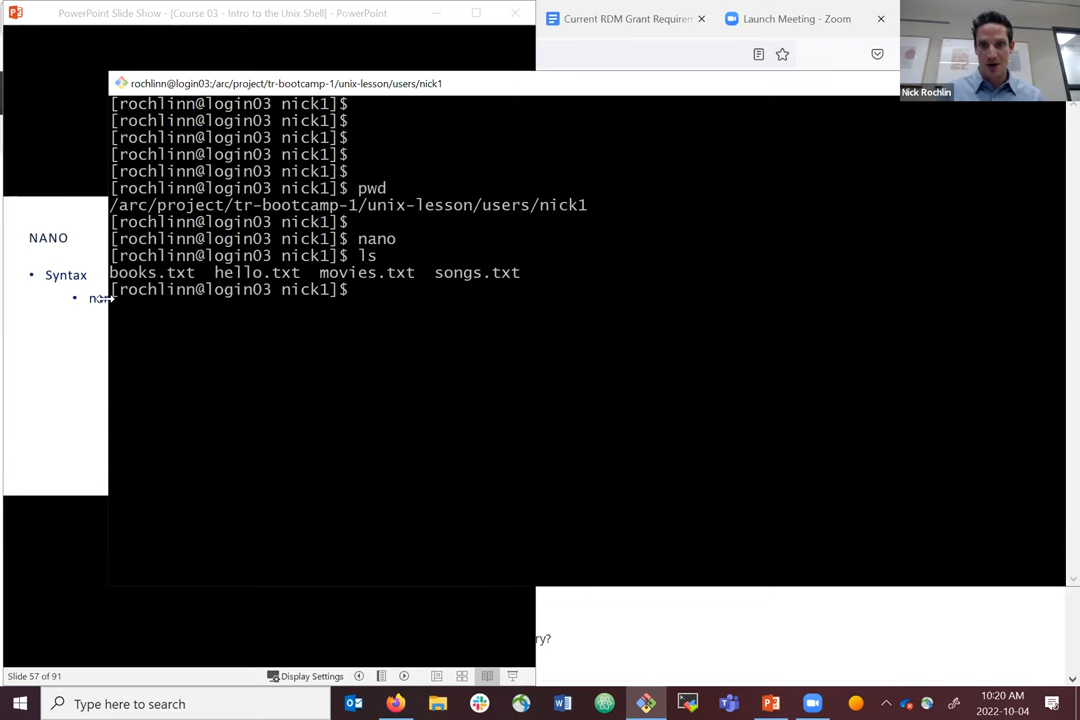 PowerPoint Slide Show - [Course 03 - Intro to the Unix Shell] - PowerPoint
Current RDM Grant Requirem
Launch Meeting - Zoom
Nick Rochlin
rochlinn@login03:/arc/project/tr-bootcamp-1/unix-lesson/users/nick1
[rochlinn@login03 nick1]$
[rochlinn@login03 nick1]$
[rochlinn@login03 nick1]$
[rochlinn@login03 nick1]$
[rochlinn@login03 nick1]$
[rochlinn@login03 nick1]$ pwd
/arc/project/tr-bootcamp-1/unix-lesson/users/nick1
[rochlinn@login03 nick1]$
[rochlinn@login03 nick1]$ nano
[rochlinn@login03 nick1]$ ls
books.txt hello.txt movies.txt songs.txt
[rochlinn@login03 nick1]$
NANO
• Syntax
ry?
Slide 57 of 91
Display Settings
Type here to search
10:20 AM
2022-10-04